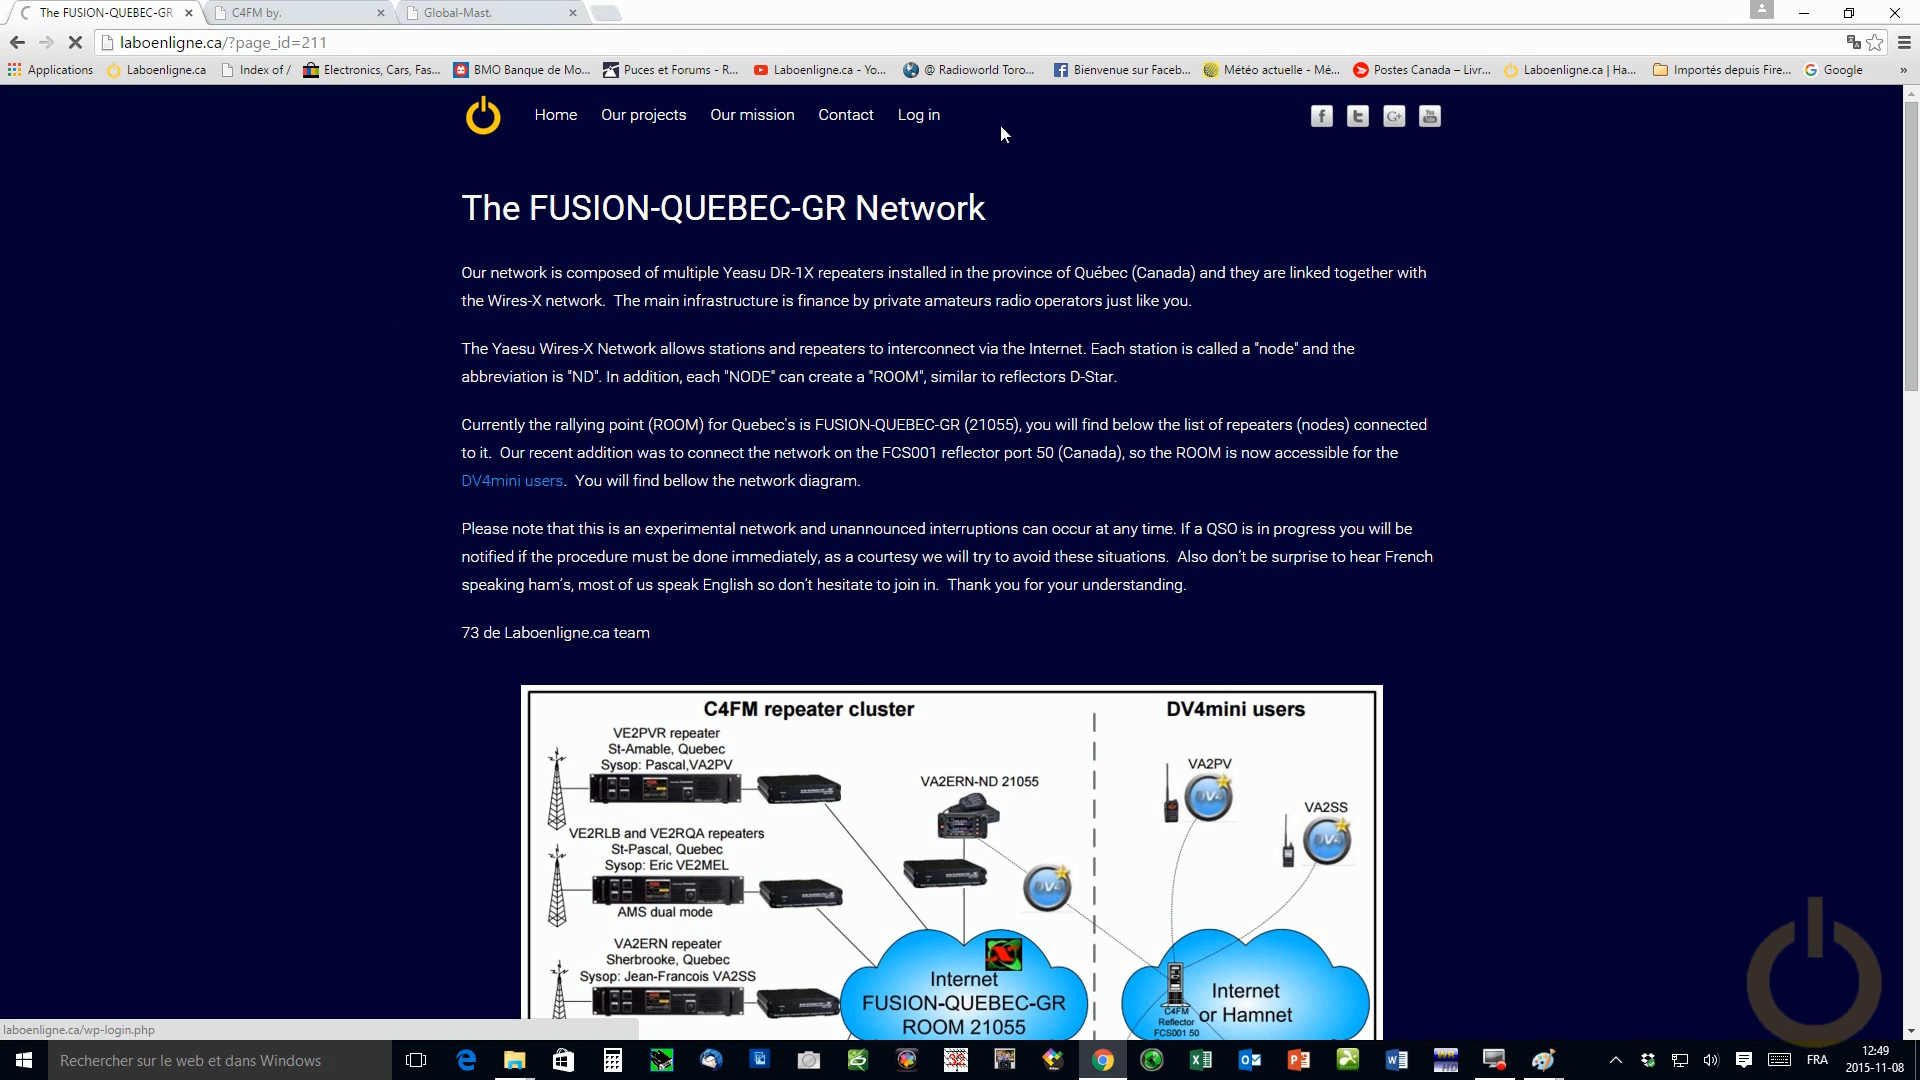 The FUSION-QUEBEC-GR
C4FM by.
Global-Mast.
laboenligne.ca/?page_id=211
Applications
Laboenligne.ca
Index of /
Electronics, Cars, Fas...
BMO Banque de Mo...
Puces et Forums - R...
Laboenligne.ca - Yo...
@ Radioworld Toro...
Bienvenue sur Faceb...
Météo actuelle - Mé...
Postes Canada – Livr...
Laboenligne.ca | Ha...
Importés depuis Fire...
Google
»
Home
Our projects
Our mission
Contact
Log in
The FUSION-QUEBEC-GR Network
Our network is composed of multiple Yeasu DR-1X repeaters installed in the province of Québec (Canada) and they are linked together with
the Wires-X network.  The main infrastructure is finance by private amateurs radio operators just like you.
The Yaesu Wires-X Network allows stations and repeaters to interconnect via the Internet. Each station is called a "node" and the
abbreviation is "ND". In addition, each "NODE" can create a "ROOM", similar to reflectors D-Star.
Currently the rallying point (ROOM) for Quebec's is FUSION-QUEBEC-GR (21055), you will find below the list of repeaters (nodes) connected
to it.  Our recent addition was to connect the network on the FCS001 reflector port 50 (Canada), so the ROOM is now accessible for the
DV4mini users.  You will find bellow the network diagram.
Please note that this is an experimental network and unannounced interruptions can occur at any time. If a QSO is in progress you will be
notified if the procedure must be done immediately, as a courtesy we will try to avoid these situations.  Also don’t be surprise to hear French
speaking ham’s, most of us speak English so don’t hesitate to join in.  Thank you for your understanding.
73 de Laboenligne.ca team
C4FM repeater cluster
DV4mini users
VE2PVR repeater
St-Amable, Quebec
Sysop: Pascal,VA2PV
VA2ERN-ND 21055
VA2PV
DV4
VA2SS
DV4
VE2RLB and VE2RQA repeaters
St-Pascal, Quebec
Sysop: Eric VE2MEL
AMS dual mode
DV4
VA2ERN repeater
Sherbrooke, Quebec
Sysop: Jean-Francois VA2SS
Internet
FUSION-QUEBEC-GR
ROOM 21055
Internet
or Hamnet
C4FM
Reflector
FCS001 50
laboenligne.ca/wp-login.php
Rechercher sur le web et dans Windows
FRA
12:49
2015-11-08